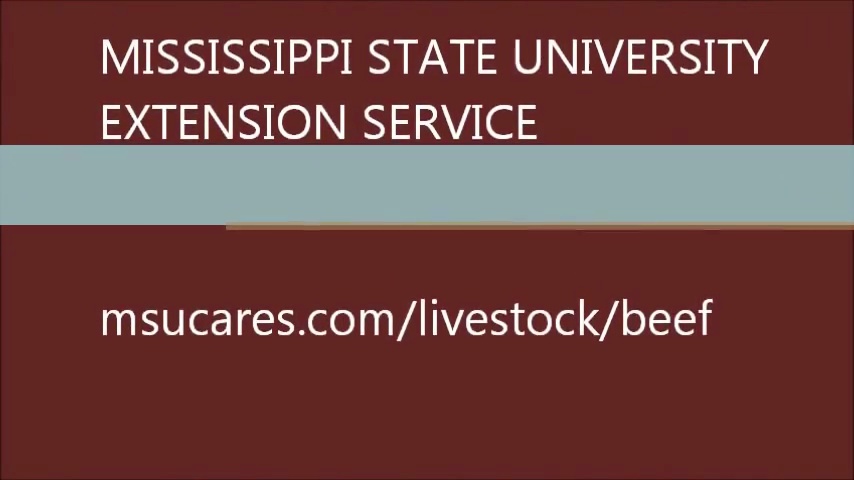 MISSISSIPPI STATE UNIVERSITY
EXTENSION SERVICE
msucares.com/livestock/beef